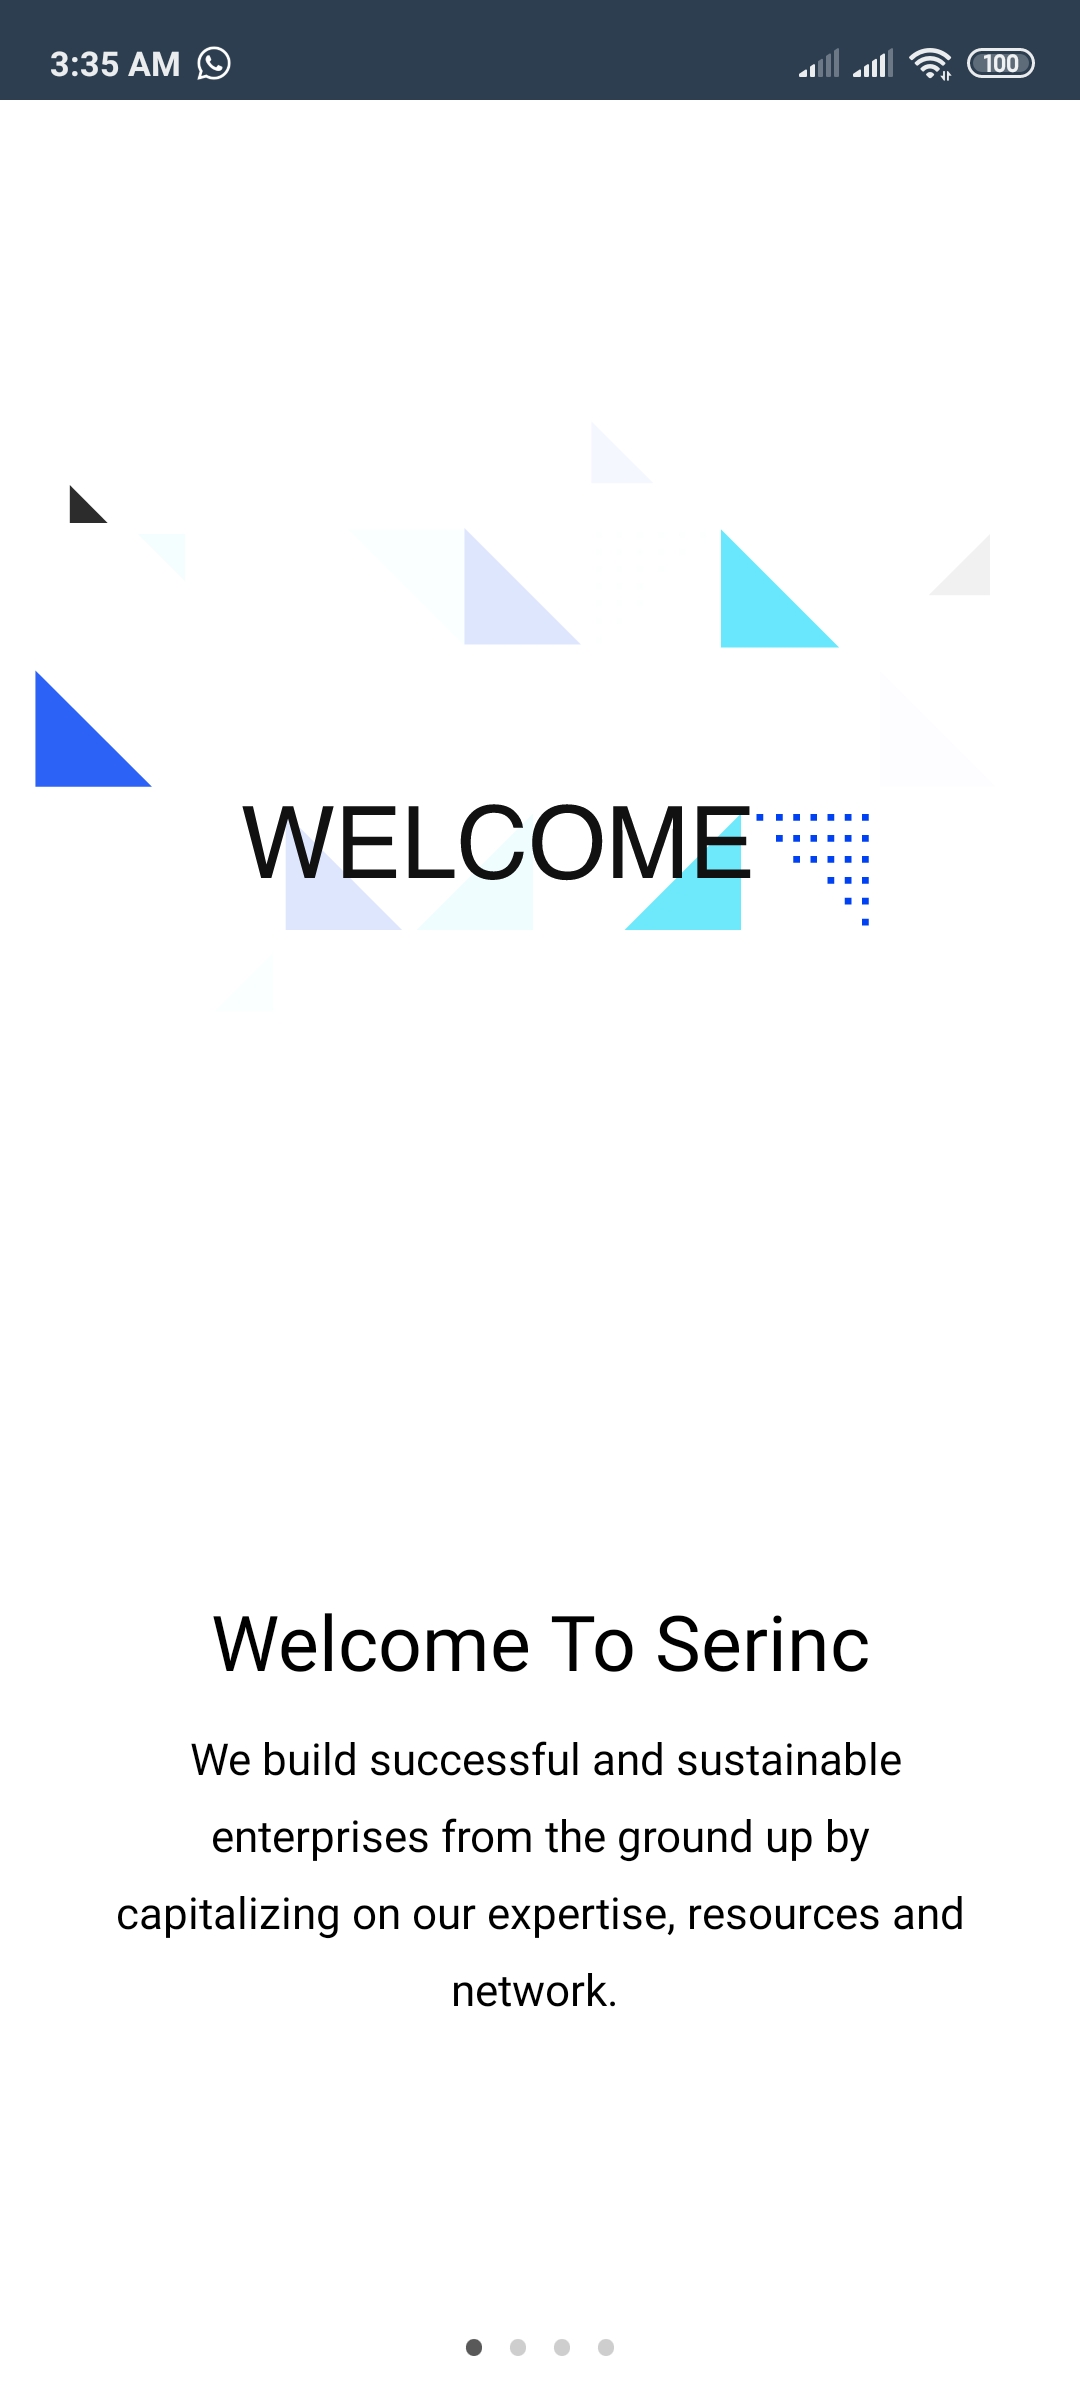 3:35 AM
100
WELCOME
Welcome To Serinc
We build successful and sustainable
enterprises from the ground up by
capitalizing on our expertise, resources and
network.